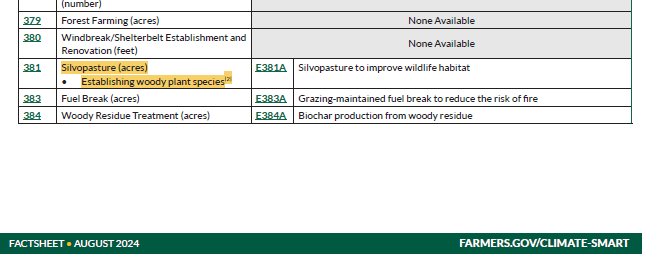 (number)
379 Forest Farming (acres) None Available
380 Windbreak/Shelterbelt Establishment and
Renovation (feet) None Available
381 Silvopasture (acres) E381A Silvopasture to improve wildlife habitat
• Establishing woody plant species[2]
383 Fuel Break (acres) E383A Grazing-maintained fuel break to reduce the risk of fire
384 Woody Residue Treatment (acres) E384A Biochar production from woody residue
FACTSHEET • AUGUST 2024 FARMERS.GOV/CLIMATE-SMART